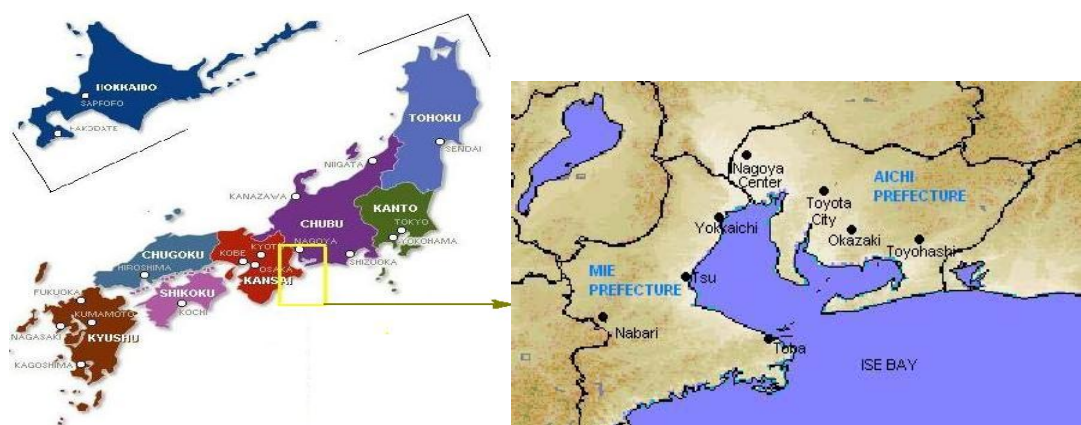 HOKKAIDO
SAPPORO
HAKODATE
TOHOKU
SENDAI
NIIGATA
KANAZAWA
KANTO
TOKYO
YOKOHAMA
CHUBU
NAGOYA
SHIZUOKA
CHUGOKU
HIROSHIMA
KOBE
KYOTO
OSAKA
KANSAI
SHIKOKU
KOCHI
FUKUOKA
KUMAMOTO
NAGASAKI
KYUSHU
KAGOSHIMA
Nagoya
Center
AICHI
PREFECTURE
Toyota
City
Yokkaichi
Okazaki
Toyohashi
MIE
PREFECTURE
Tsu
Nabari
Toba
ISE BAY